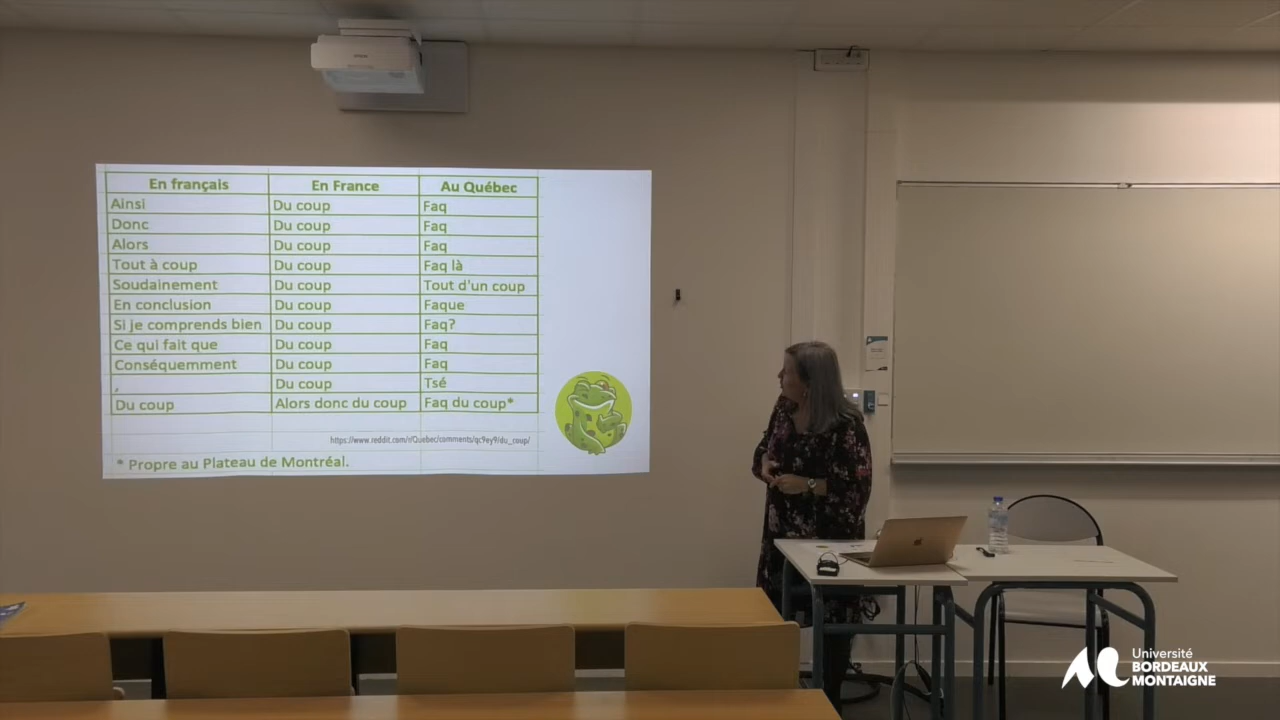 En français En France Au Québec
Ainsi Du coup Faq
Donc Du coup Faq
Alors Du coup Faq
Tout à coup Du coup Faq là
Soudainement Du coup Tout d'un coup
En conclusion Du coup Faque
Si je comprends bien Du coup Faq?
Ce qui fait que Du coup Faq
Conséquemment Du coup Faq
, Du coup Tsé
Du coup Alors donc du coup Faq du coup*
https://www.reddit.com/r/Quebec/comments/qc9ey9/du_coup/
* Propre au Plateau de Montréal.
Université
BORDEAUX
MONTAIGNE